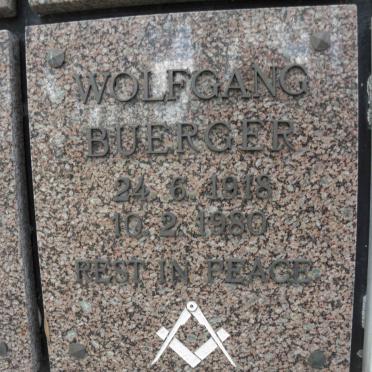 WOLFGANG
BUERGER
24. 6. 1918
10. 2. 1980
REST IN PEACE